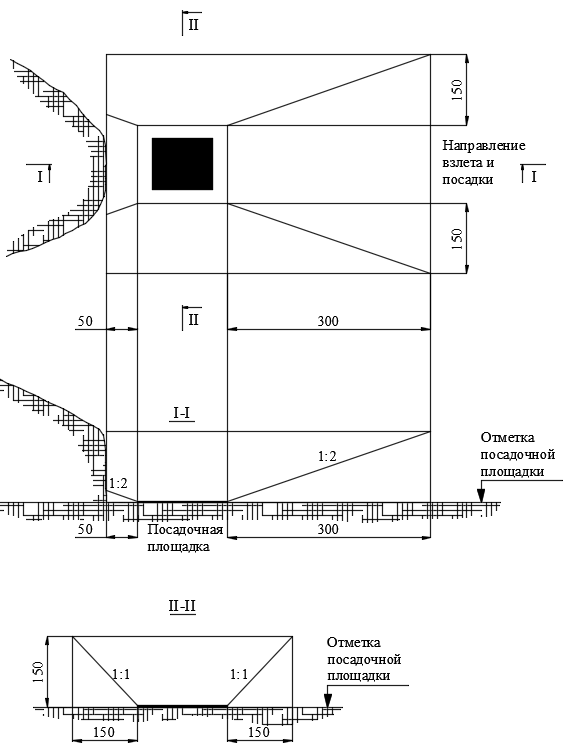 II
150
Направление
взлета и
посадки
I
I
150
50
II
300
I-I
1:2
1:2
Отметка
посадочной
площадки
50
Посадочная
площадка
300
II-II
150
1:1
1:1
Отметка
посадочной
площадки
150
150